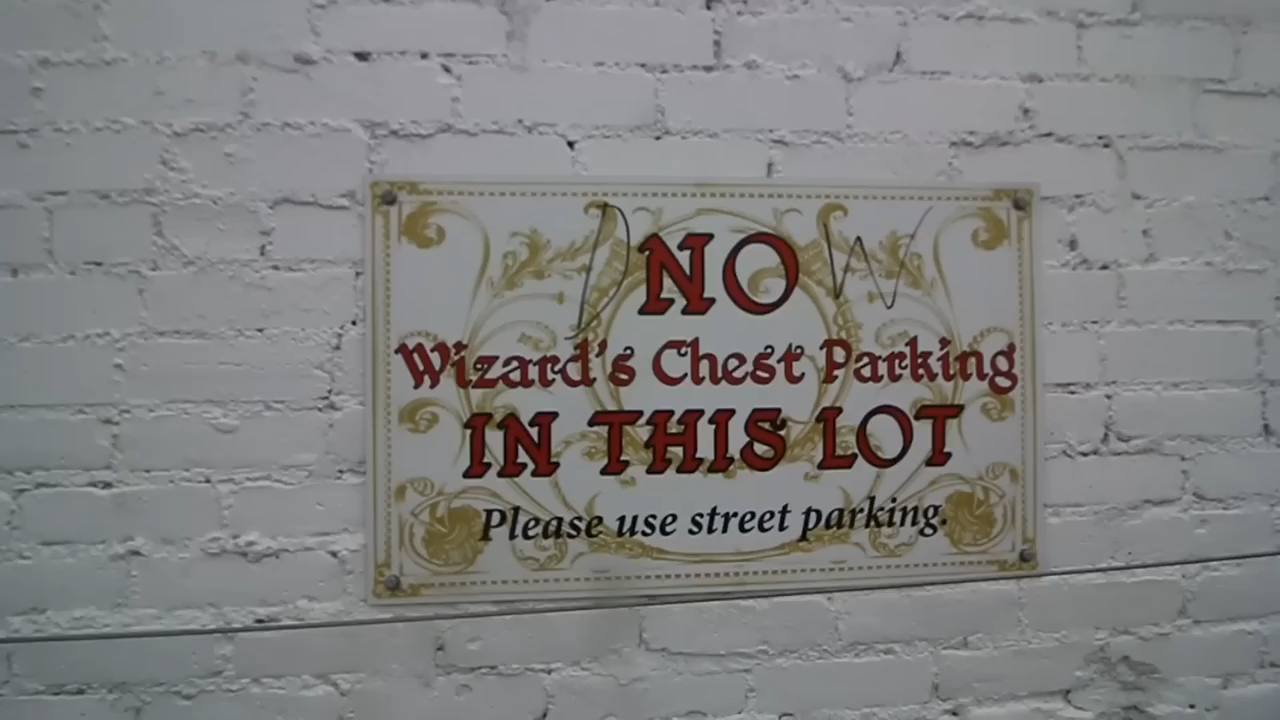 D NO W
Wizard's Chest Parking
IN THIS LOT
Please use street parking.